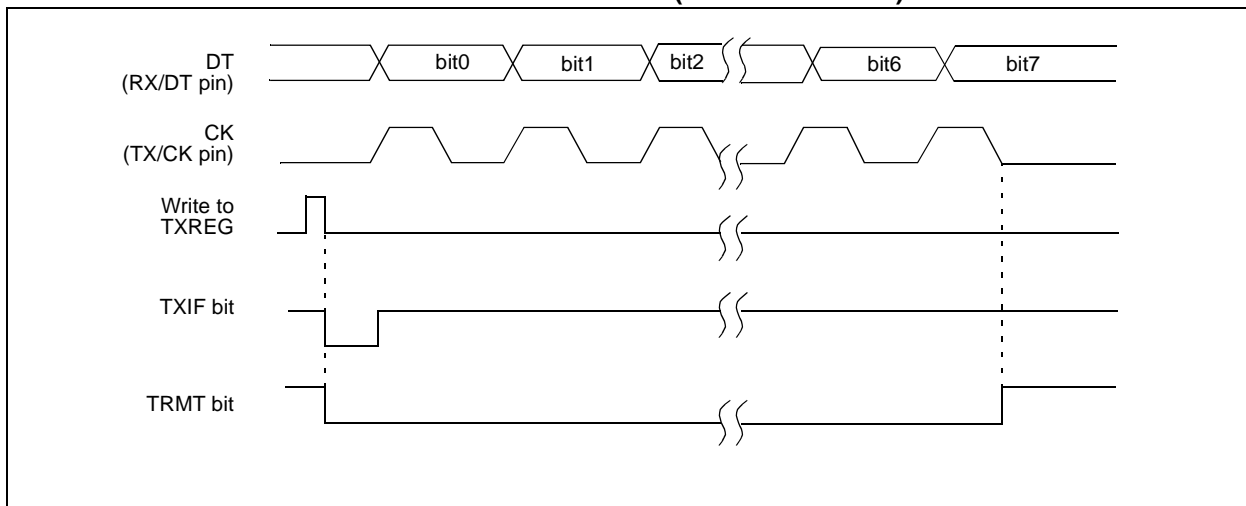 DT
(RX/DT pin)
bit0
bit1
bit2
bit6
bit7
CK
(TX/CK pin)
Write to
TXREG
TXIF bit
TRMT bit